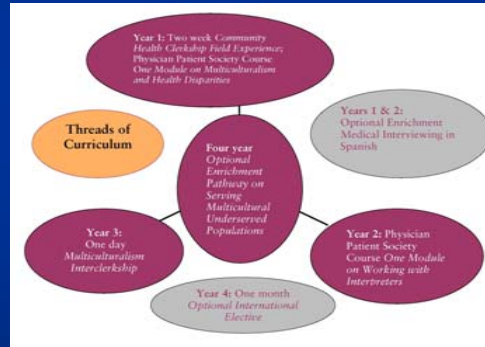 Year 1: Two week Community
Health Clerkship Field Experience;
Physician Patient Society Course
One Module on Multiculturalism
and Health Disparities
Threads of
Curriculum
Years 1 & 2:
Optional Enrichment
Medical Interviewing in
Spanish
Four year
Optional
Enrichment
Pathway on
Serving
Multicultural
Underserved
Populations
Year 3:
One day
Multiculturalism
Interclerkship
Year 2: Physician
Patient Society
Course One Module
on Working with
Interpreters
Year 4: One month
Optional International
Elective